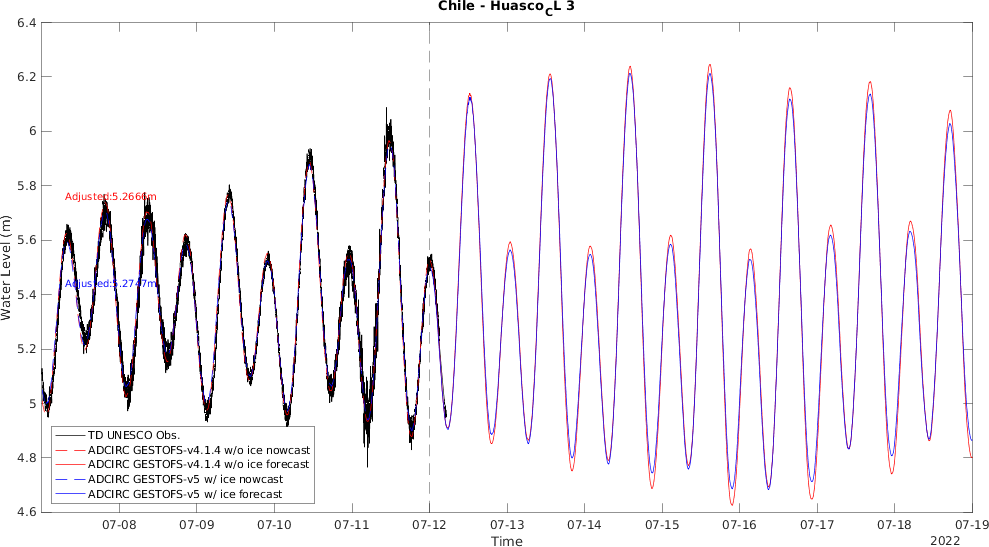 Chile - Huasco_CL 3
Water Level (m)
6.4
6.2
6
5.8
5.6
5.4
5.2
5
4.8
4.6
Adjusted:5.2666m
Adjusted:5.2747m
TD UNESCO Obs.
ADCIRC GESTOFS-v4.1.4 w/o ice nowcast
ADCIRC GESTOFS-v4.1.4 w/o ice forecast
ADCIRC GESTOFS-v5 w/ ice nowcast
ADCIRC GESTOFS-v5 w/ ice forecast
07-08 07-09 07-10 07-11 07-12 07-13 07-14 07-15 07-16 07-17 07-18 07-19
Time
2022